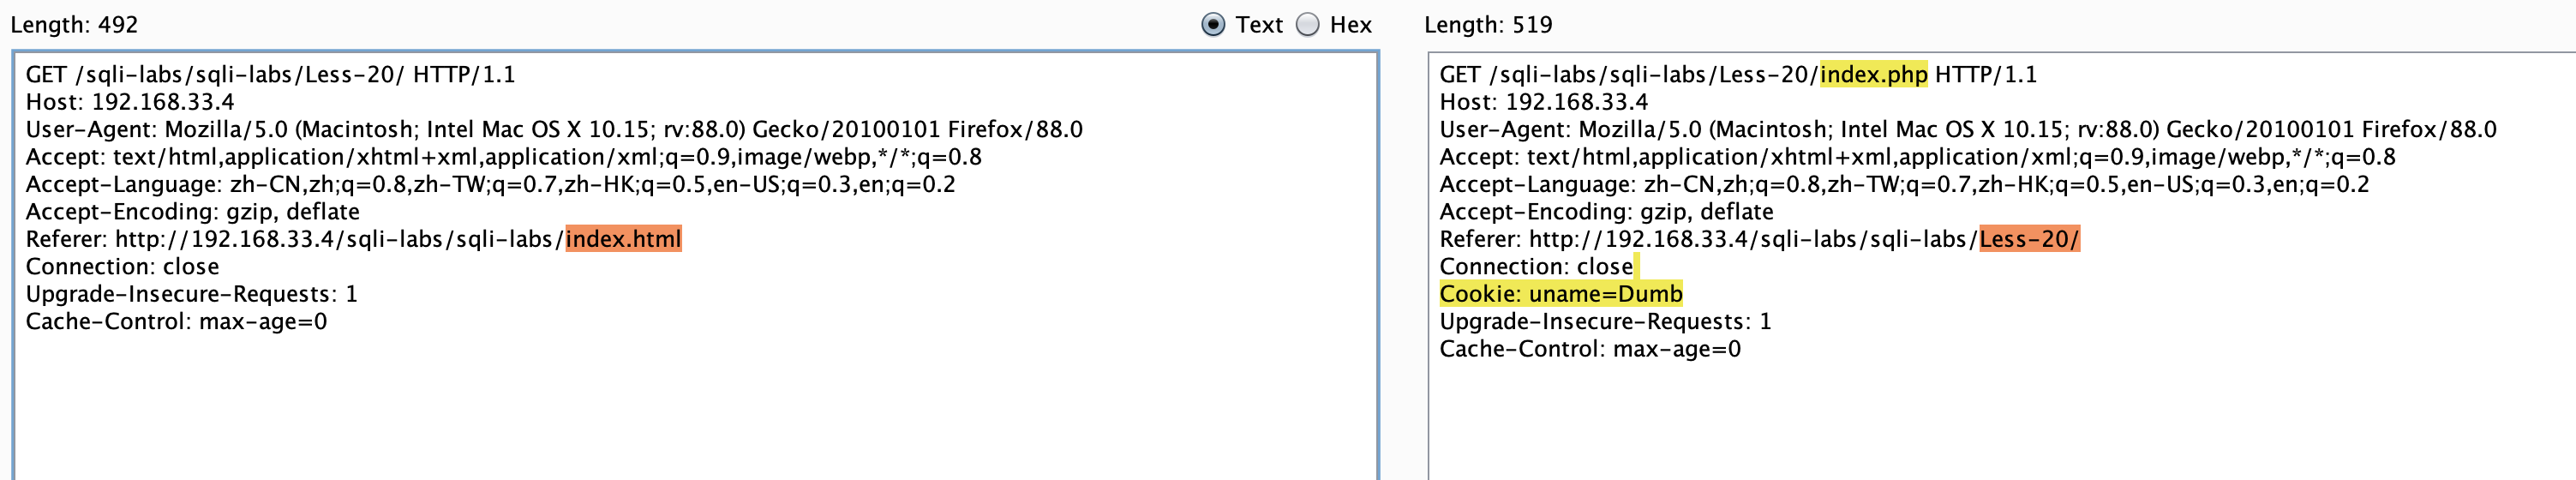 Length: 492
Text Hex
GET /sqli-labs/sqli-labs/Less-20/ HTTP/1.1
Host: 192.168.33.4
User-Agent: Mozilla/5.0 (Macintosh; Intel Mac OS X 10.15; rv:88.0) Gecko/20100101 Firefox/88.0
Accept: text/html,application/xhtml+xml,application/xml;q=0.9,image/webp,*/*;q=0.8
Accept-Language: zh-CN,zh;q=0.8,zh-TW;q=0.7,zh-HK;q=0.5,en-US;q=0.3,en;q=0.2
Accept-Encoding: gzip, deflate
Referer: http://192.168.33.4/sqli-labs/sqli-labs/index.html
Connection: close
Upgrade-Insecure-Requests: 1
Cache-Control: max-age=0
Length: 519
GET /sqli-labs/sqli-labs/Less-20/index.php HTTP/1.1
Host: 192.168.33.4
User-Agent: Mozilla/5.0 (Macintosh; Intel Mac OS X 10.15; rv:88.0) Gecko/20100101 Firefox/88.0
Accept: text/html,application/xhtml+xml,application/xml;q=0.9,image/webp,*/*;q=0.8
Accept-Language: zh-CN,zh;q=0.8,zh-TW;q=0.7,zh-HK;q=0.5,en-US;q=0.3,en;q=0.2
Accept-Encoding: gzip, deflate
Referer: http://192.168.33.4/sqli-labs/sqli-labs/Less-20/
Connection: close
Cookie: uname=Dumb
Upgrade-Insecure-Requests: 1
Cache-Control: max-age=0